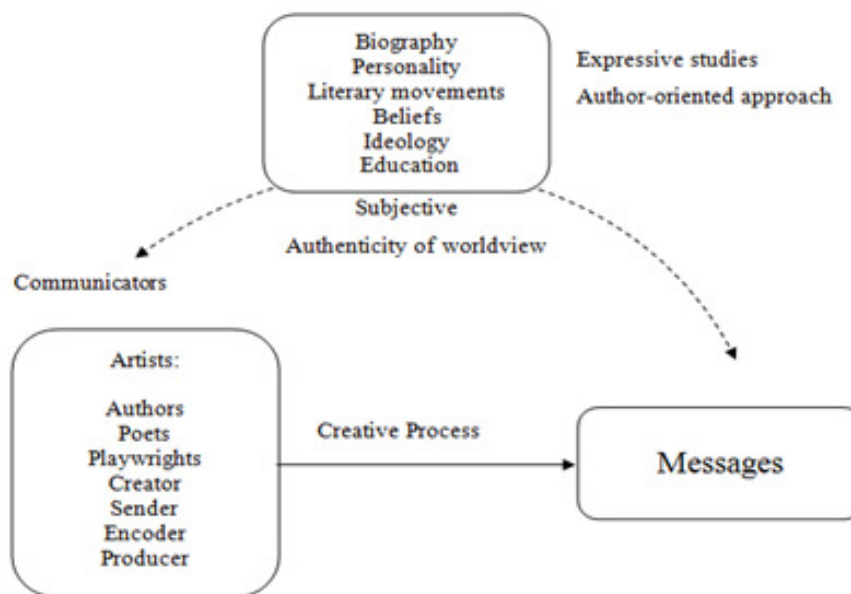 Biography
Personality
Literary movements
Beliefs
Ideology
Education
Expressive studies
Author-oriented approach
Subjective
Authenticity of worldview
Communicators
Artists:
Authors
Poets
Playwrights
Creator
Sender
Encoder
Producer
Creative Process
Messages